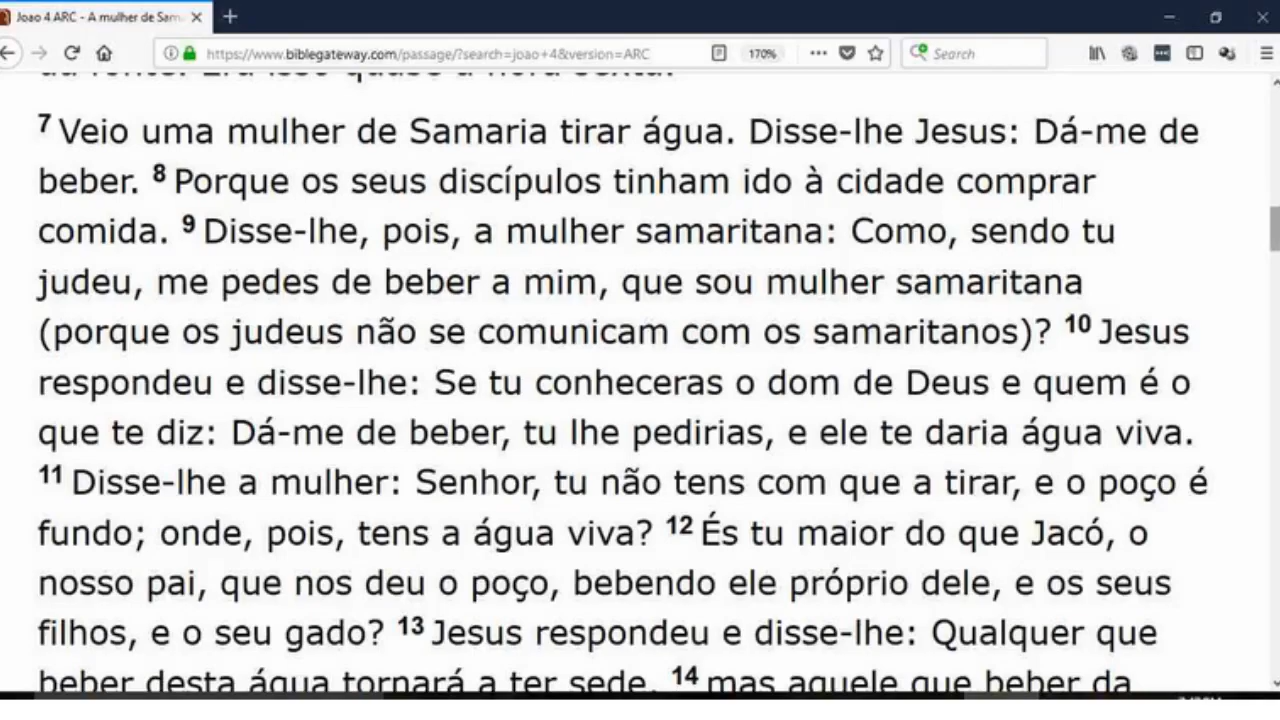 Joao 4 ARC - A mulher de Sam
https://www.biblegateway.com/passage/?search=joao+4&version=ARC
170%
Search
7 Veio uma mulher de Samaria tirar água. Disse-lhe Jesus: Dá-me de
beber. 8 Porque os seus discípulos tinham ido à cidade comprar
comida. 9 Disse-lhe, pois, a mulher samaritana: Como, sendo tu
judeu, me pedes de beber a mim, que sou mulher samaritana
(porque os judeus não se comunicam com os samaritanos)? 10 Jesus
respondeu e disse-lhe: Se tu conheceras o dom de Deus e quem é o
que te diz: Dá-me de beber, tu lhe pedirias, e ele te daria água viva.
11 Disse-lhe a mulher: Senhor, tu não tens com que a tirar, e o poço é
fundo; onde, pois, tens a água viva? 12 És tu maior do que Jacó, o
nosso pai, que nos deu o poço, bebendo ele próprio dele, e os seus
filhos, e o seu gado? 13 Jesus respondeu e disse-lhe: Qualquer que
beber desta água tornará a ter sede, 14 mas aquele que beber da